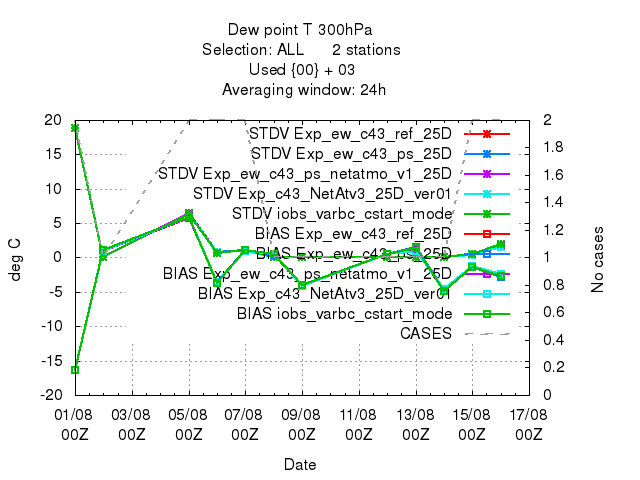 Dew point T 300hPa
Selection: ALL 2 stations
Used {00} + 03
Averaging window: 24h
STDV Exp_ew_c43_ref_25D
STDV Exp_ew_c43_ps_25D
STDV Exp_ew_c43_ps_netatmo_v1_25D
STDV Exp_c43_NetAtv3_25D_ver01
STDV iobs_varbc_cstart_mode
BIAS Exp_ew_c43_ref_25D
BIAS Exp_ew_c43_ps_25D
BIAS Exp_ew_c43_ps_netatmo_v1_25D
BIAS Exp_c43_NetAtv3_25D_ver01
BIAS iobs_varbc_cstart_mode
CASES
deg C
20
15
10
5
0
-5
-10
-15
-20
No cases
2
1.8
1.6
1.4
1.2
1
0.8
0.6
0.4
0.2
0
01/08 03/08 05/08 07/08 09/08 11/08 13/08 15/08 17/08
00Z 00Z 00Z 00Z 00Z 00Z 00Z 00Z 00Z
Date